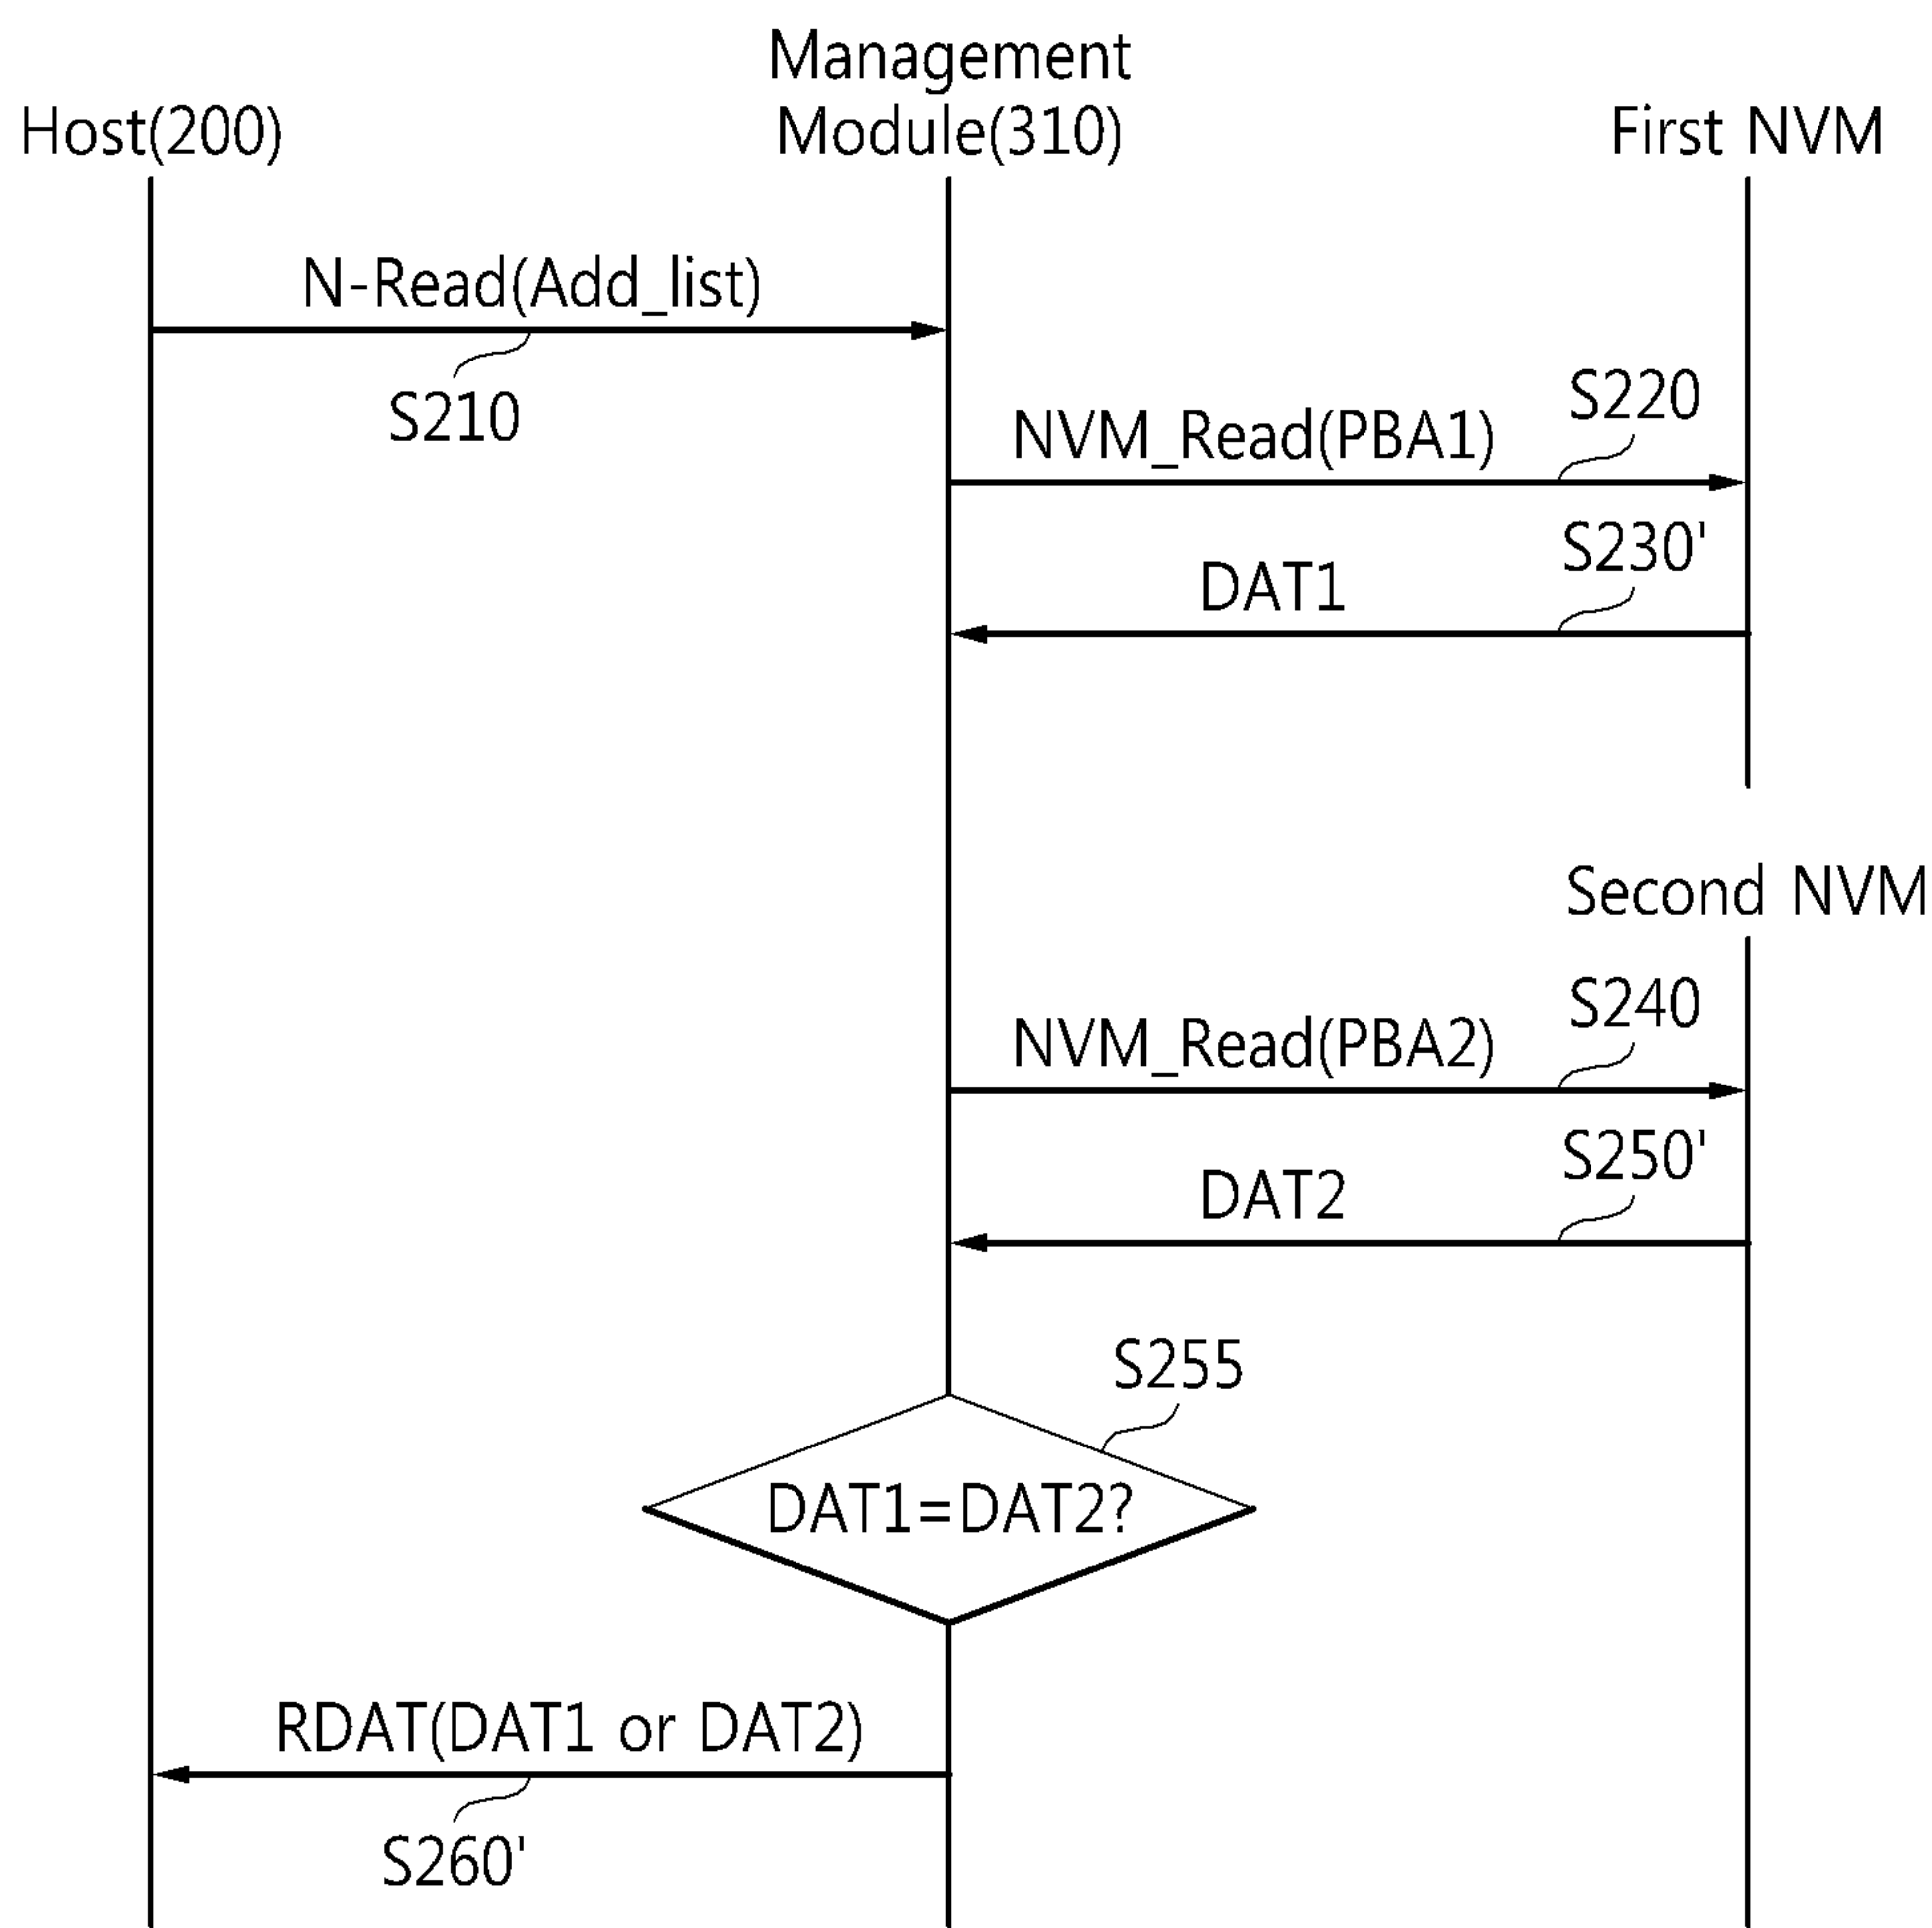 Management
Host(200)
Module(310)
First NVM
N-Read(Add_list)
S210
S220
NVM_Read(PBA1)
S230'
DAT1
Second NVM
S240
NVM_Read(PBA2)
S250'
DAT2
S255
DAT1=DAT2?
RDAT(DAT1 or DAT2)
S260'